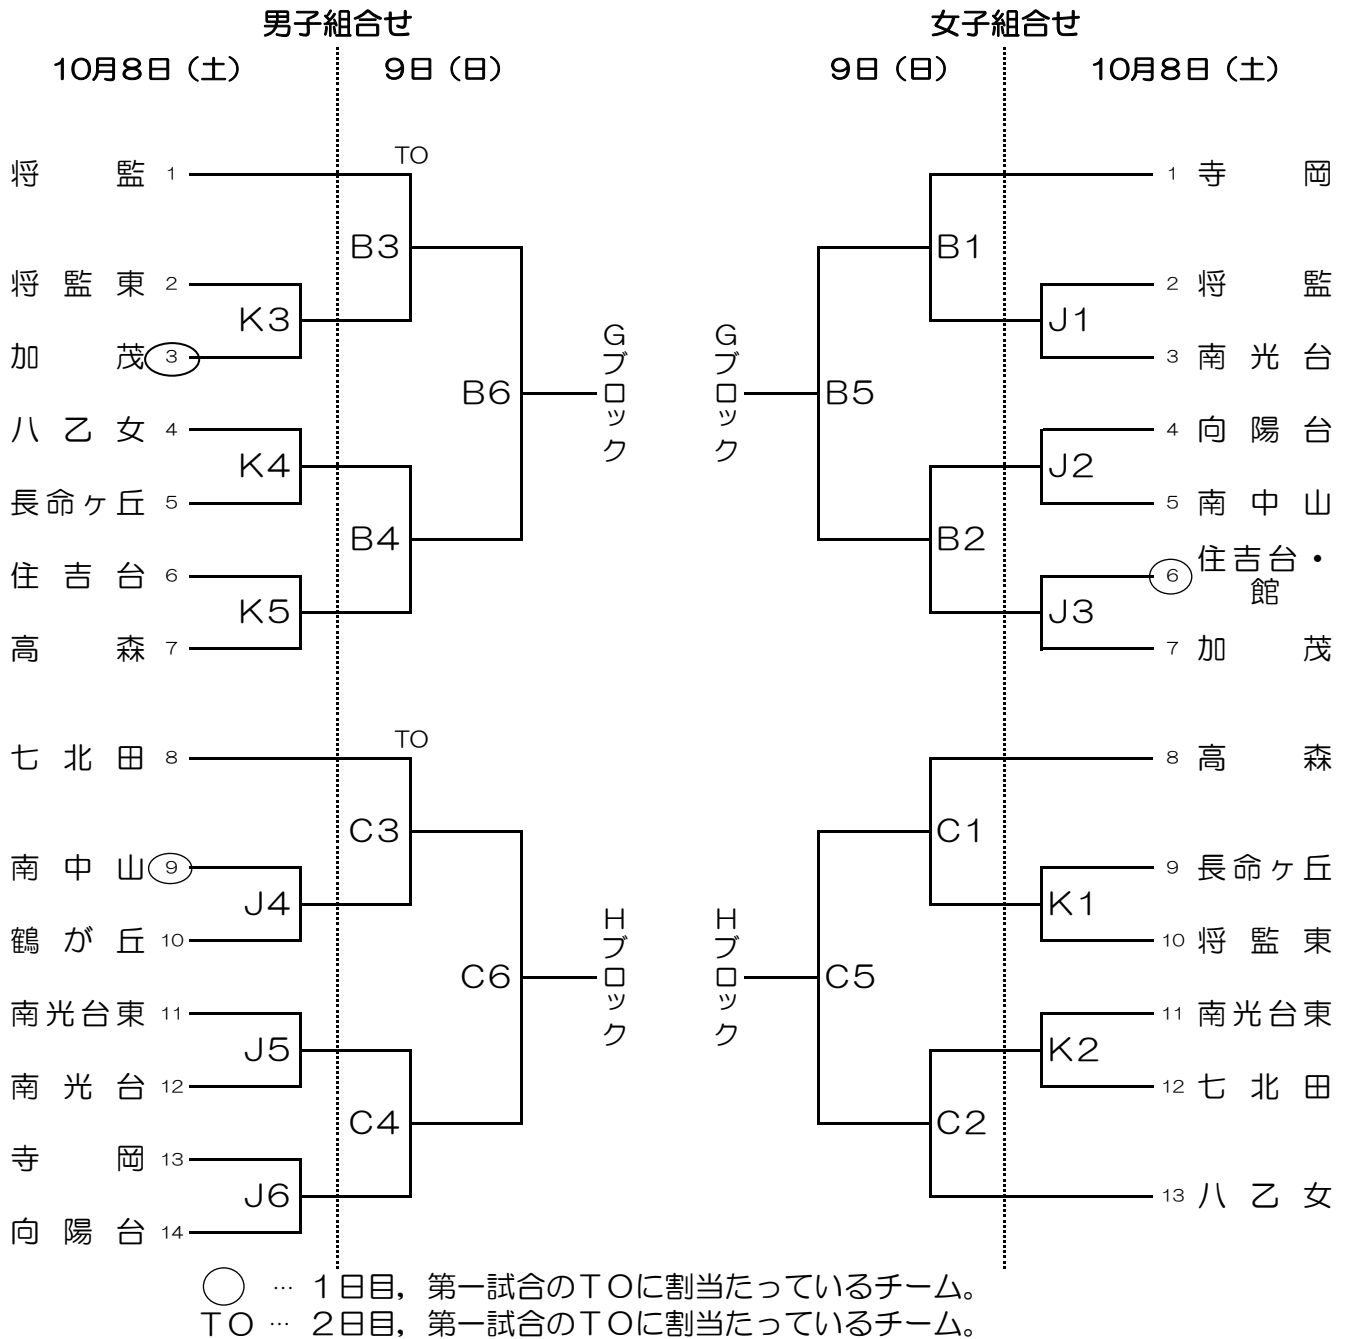 男子組合せ
10月8日（土）
9日（日）
将監 1
TO
B3
将監東 2
K3
加茂 3
B6
Gブロック
八乙女 4
K4
長命ヶ丘 5
B4
住吉台 6
K5
高森 7
七北田 8
TO
C3
南中山 9
J4
鶴が丘 10
C6
Hブロック
南光台東 11
J5
南光台 12
C4
寺岡 13
J6
向陽台 14
女子組合せ
9日（日）
10月8日（土）
1 寺岡
B1
2 将監
J1
3 南光台
Gブロック
B5
4 向陽台
J2
5 南中山
B2
6 住吉台・
館
J3
7 加茂
8 高森
C1
9 長命ヶ丘
K1
10 将監東
Hブロック
C5
11 南光台東
K2
12 七北田
C2
13 八乙女
◯ … １日目，第一試合のＴＯに割当たっているチーム。
ＴＯ … ２日目，第一試合のＴＯに割当たっているチーム。